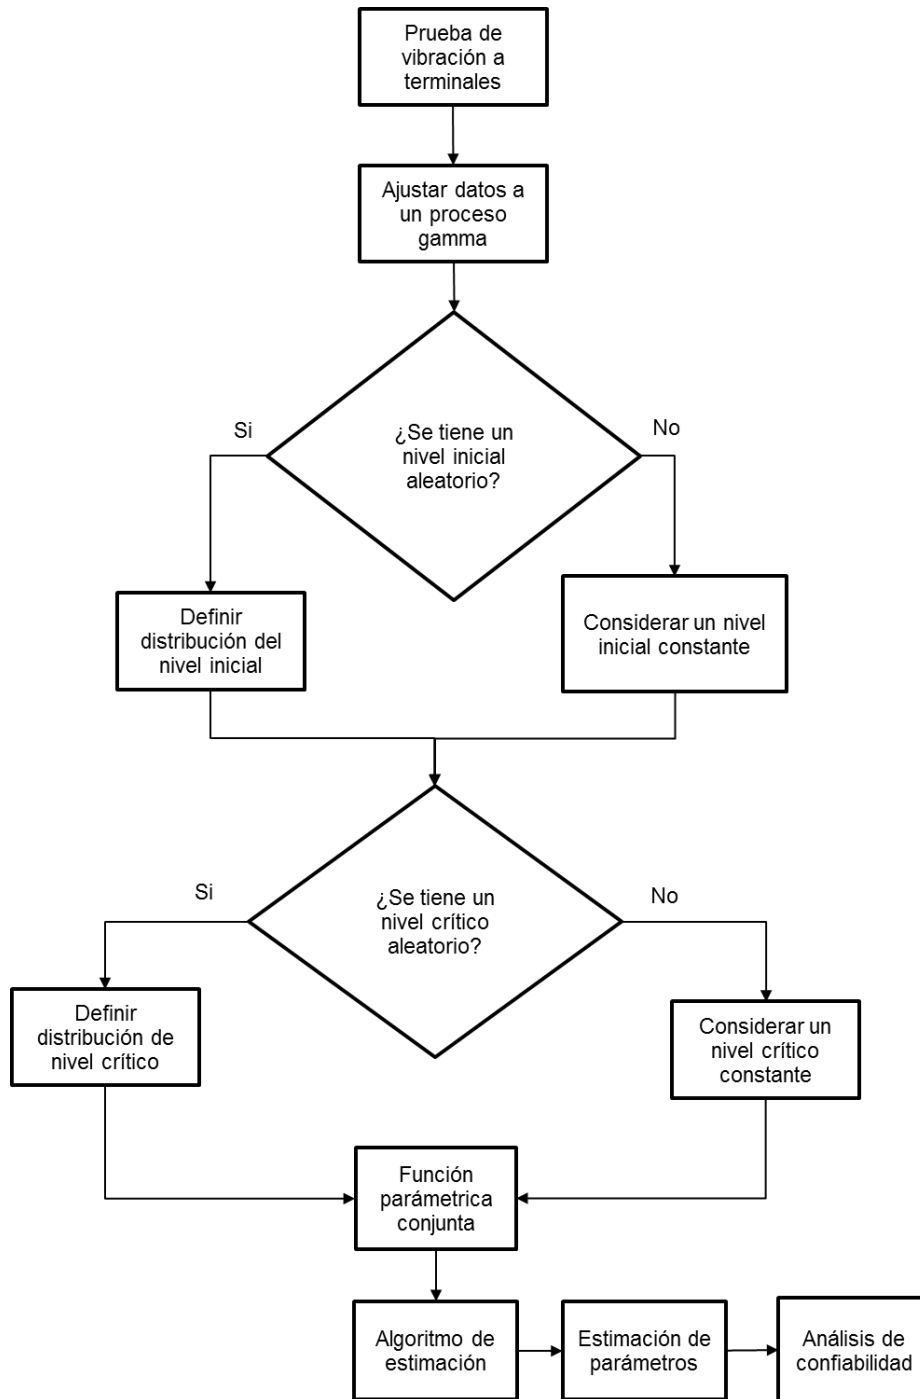 Prueba de
vibración a
terminales
Ajustar datos a
un proceso
gamma
¿Se tiene un
nivel inicial
aleatorio?
Si
No
Definir
distribución del
nivel inicial
Considerar un nivel
inicial constante
¿Se tiene un
nivel crítico
aleatorio?
Si
No
Definir
distribución de
nivel crítico
Considerar un
nivel crítico
constante
Función
parámetrica
conjunta
Algoritmo de
estimación
Estimación de
parámetros
Análisis de
confiabilidad